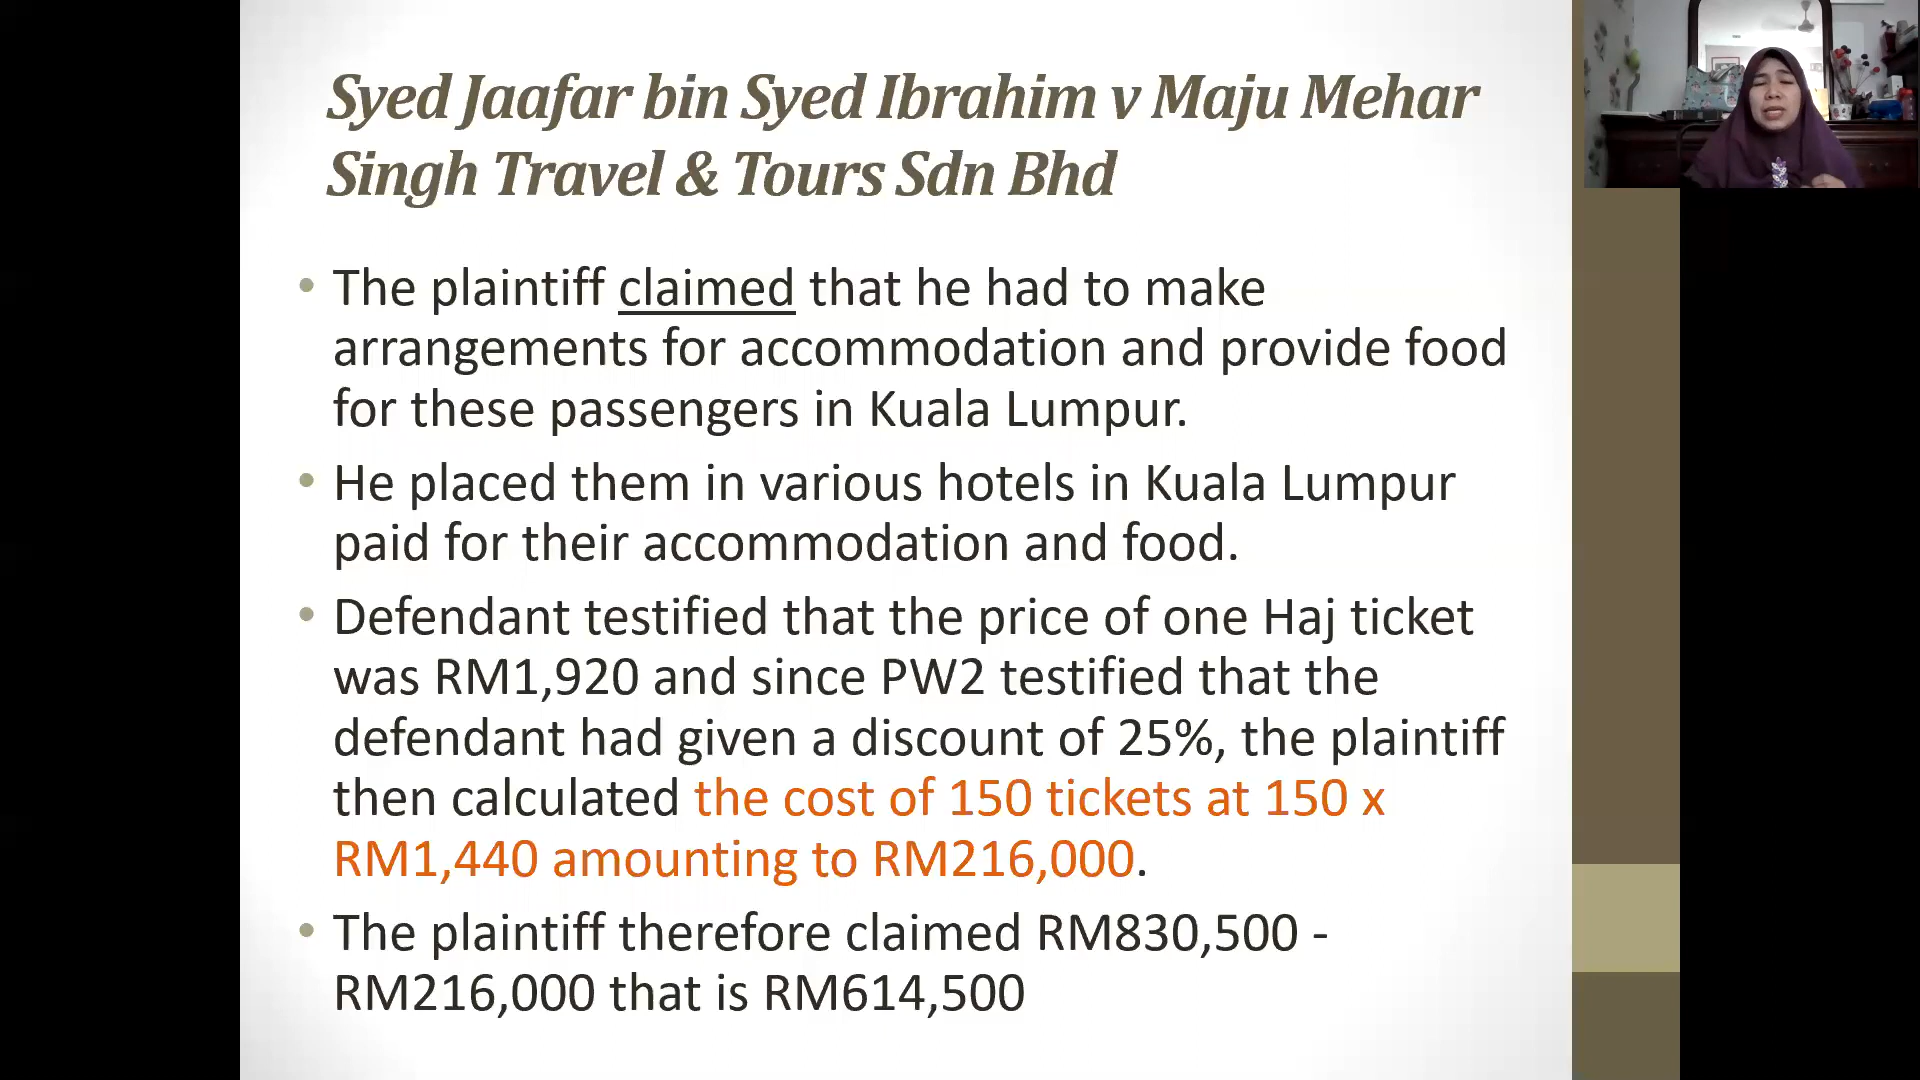 Syed Jaafar bin Syed Ibrahim v Maju Mehar
Singh Travel & Tours Sdn Bhd
• The plaintiff claimed that he had to make
arrangements for accommodation and provide food
for these passengers in Kuala Lumpur.
• He placed them in various hotels in Kuala Lumpur
paid for their accommodation and food.
• Defendant testified that the price of one Haj ticket
was RM1,920 and since PW2 testified that the
defendant had given a discount of 25%, the plaintiff
then calculated the cost of 150 tickets at 150 x
RM1,440 amounting to RM216,000.
• The plaintiff therefore claimed RM830,500 -
RM216,000 that is RM614,500